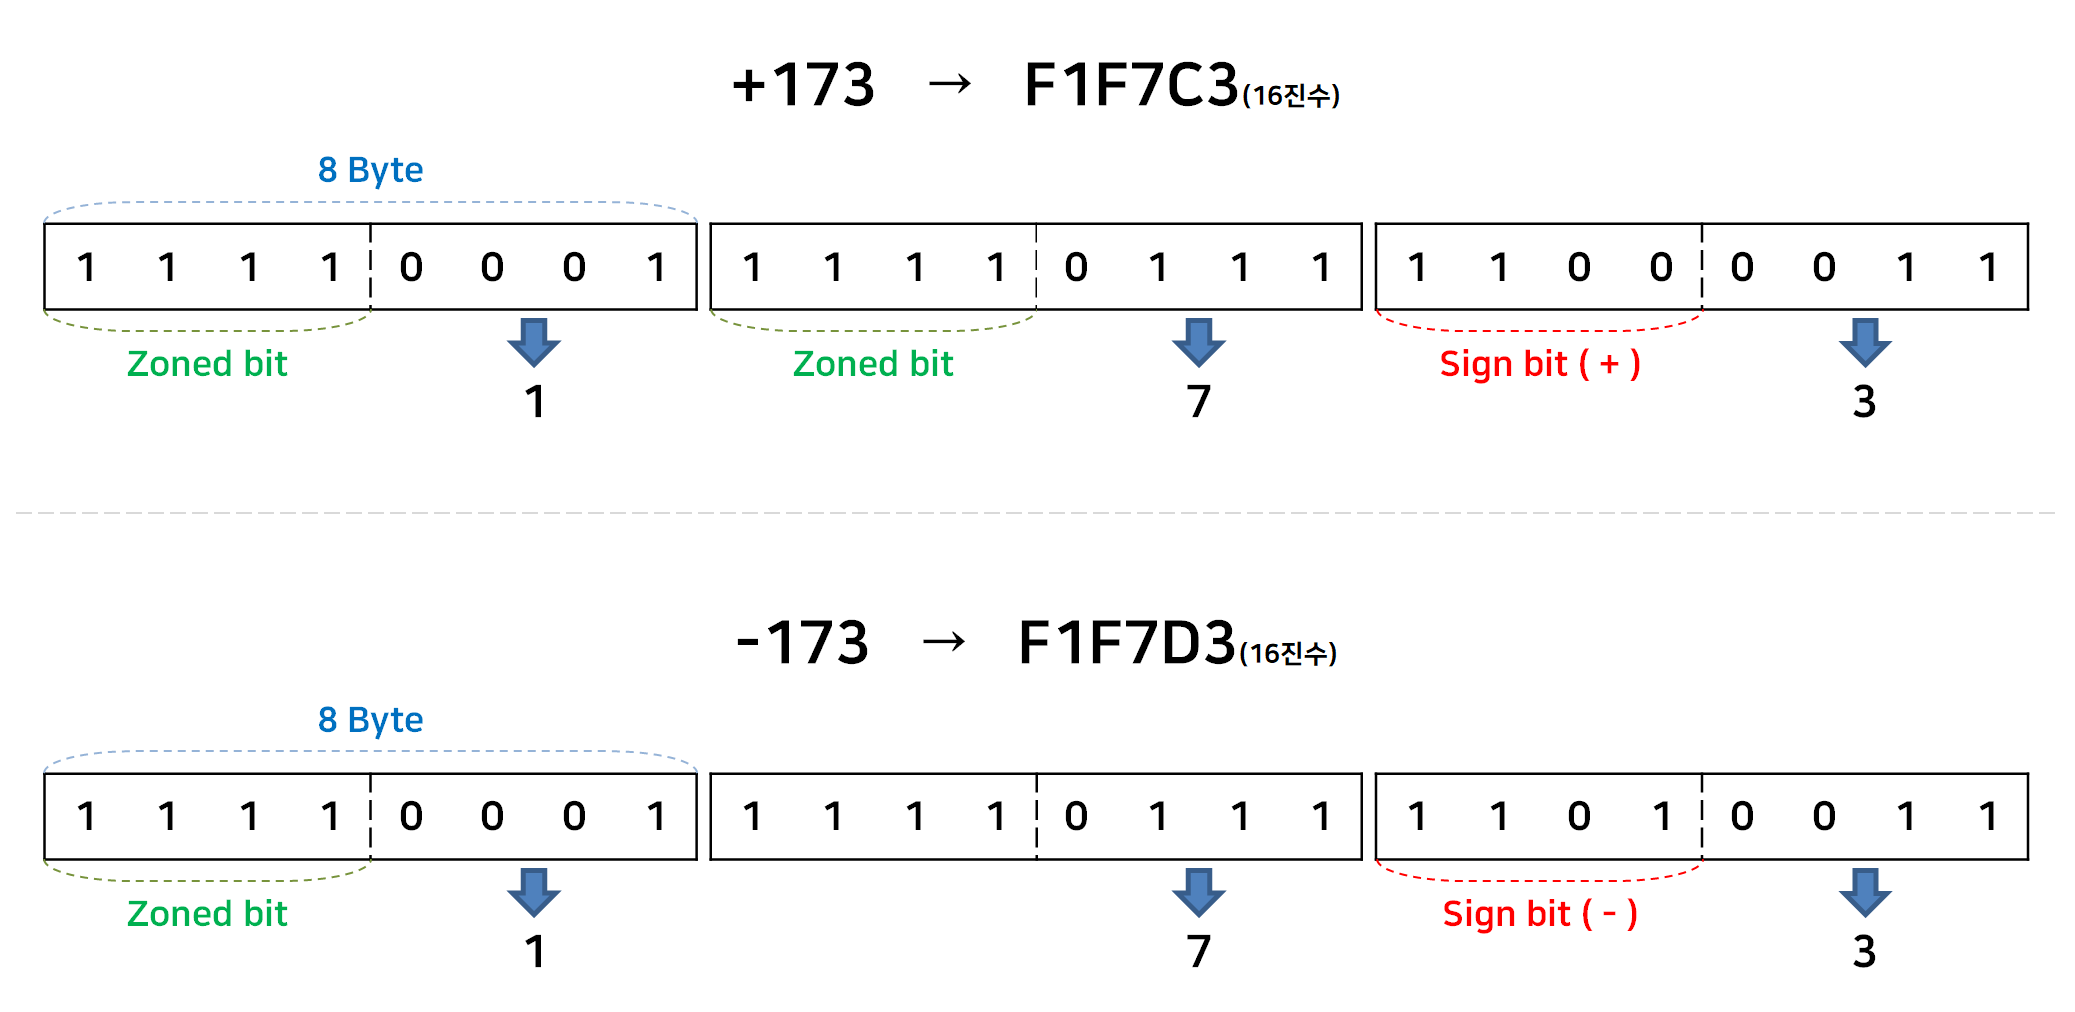 +173 → F1F7C3(16진수)
8 Byte
1 1 1 1 0 0 0 1 1 1 1 1 0 1 1 1 1 1 0 0 0 0 1 1
Zoned bit Zoned bit Sign bit ( + )
1 7 3
-173 → F1F7D3(16진수)
8 Byte
1 1 1 1 0 0 0 1 1 1 1 1 0 1 1 1 1 1 0 1 0 0 1 1
Zoned bit Sign bit ( - )
1 7 3